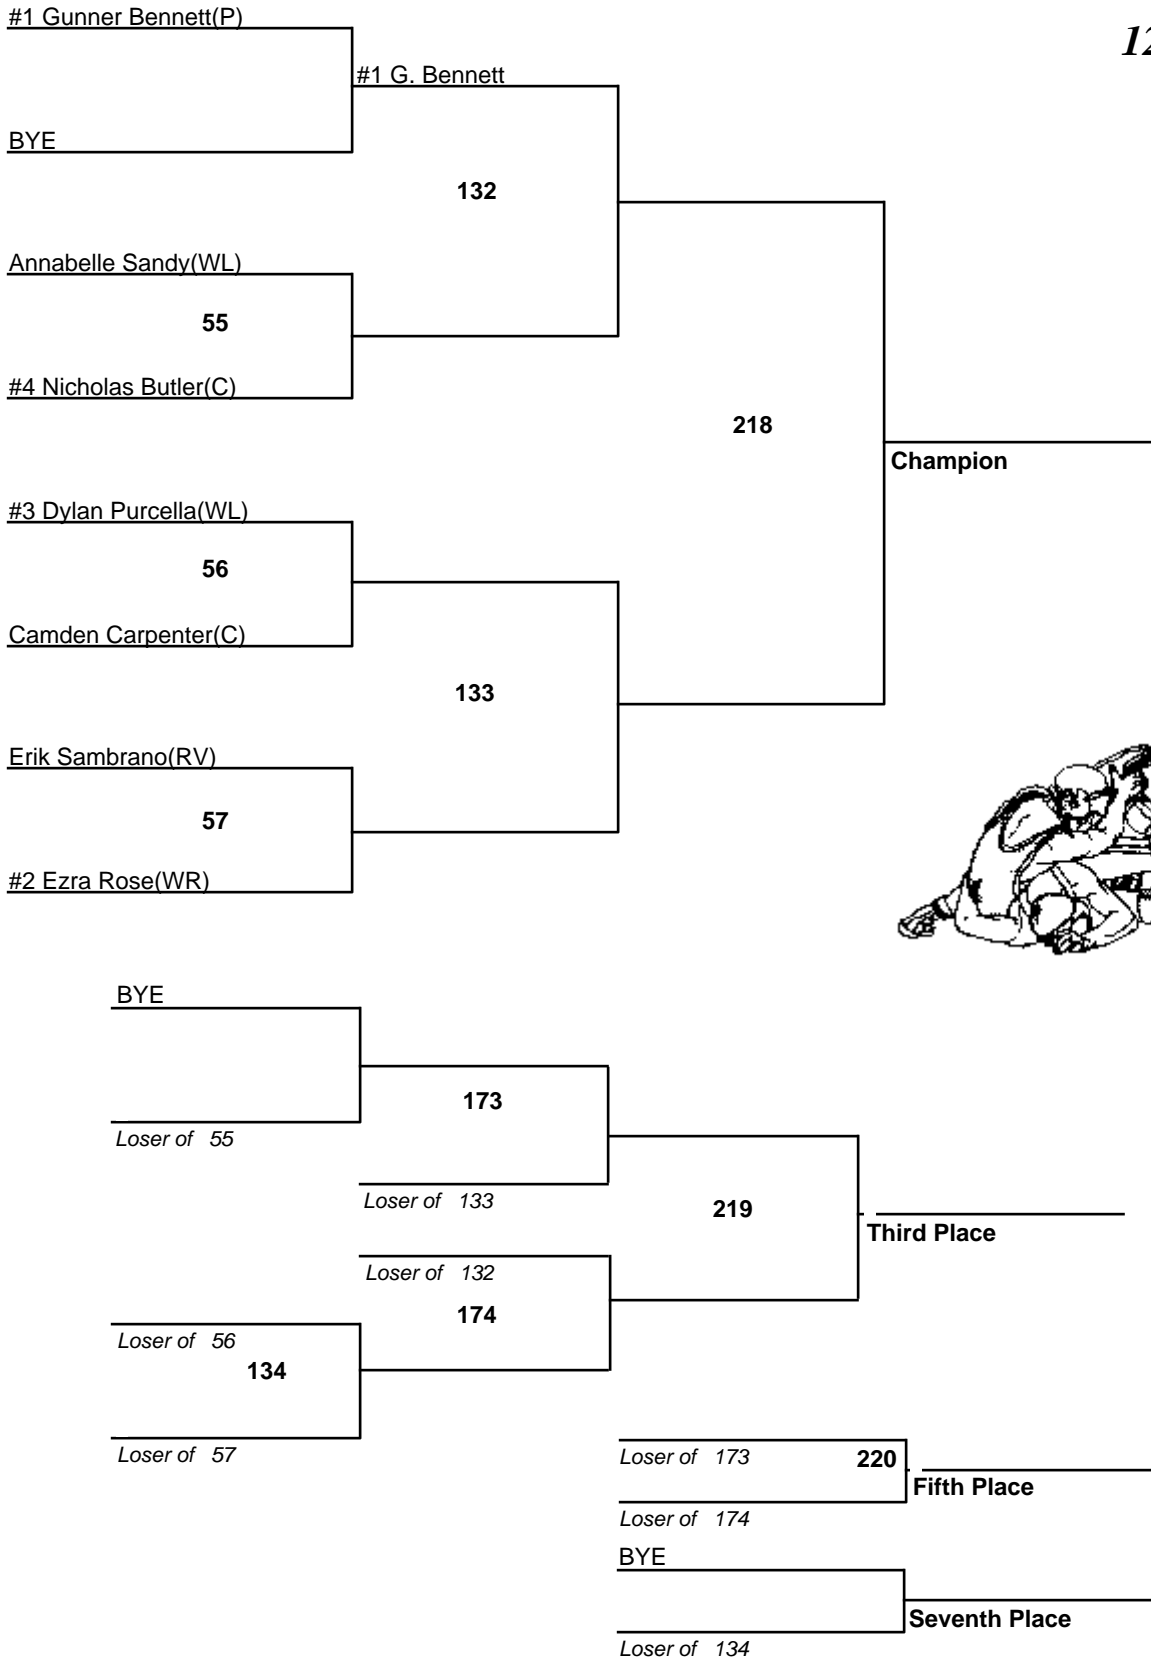 #1 Gunner Bennett(P)
12
#1 G. Bennett
BYE
132
Annabelle Sandy(WL)
55
#4 Nicholas Butler(C)
218
Champion
#3 Dylan Purcella(WL)
56
Camden Carpenter(C)
133
Erik Sambrano(RV)
57
#2 Ezra Rose(WR)
BYE
173
Loser of 55
Loser of 133
219
Third Place
Loser of 132
174
Loser of 56
134
Loser of 57
Loser of 173
220
Fifth Place
Loser of 174
BYE
Seventh Place
Loser of 134